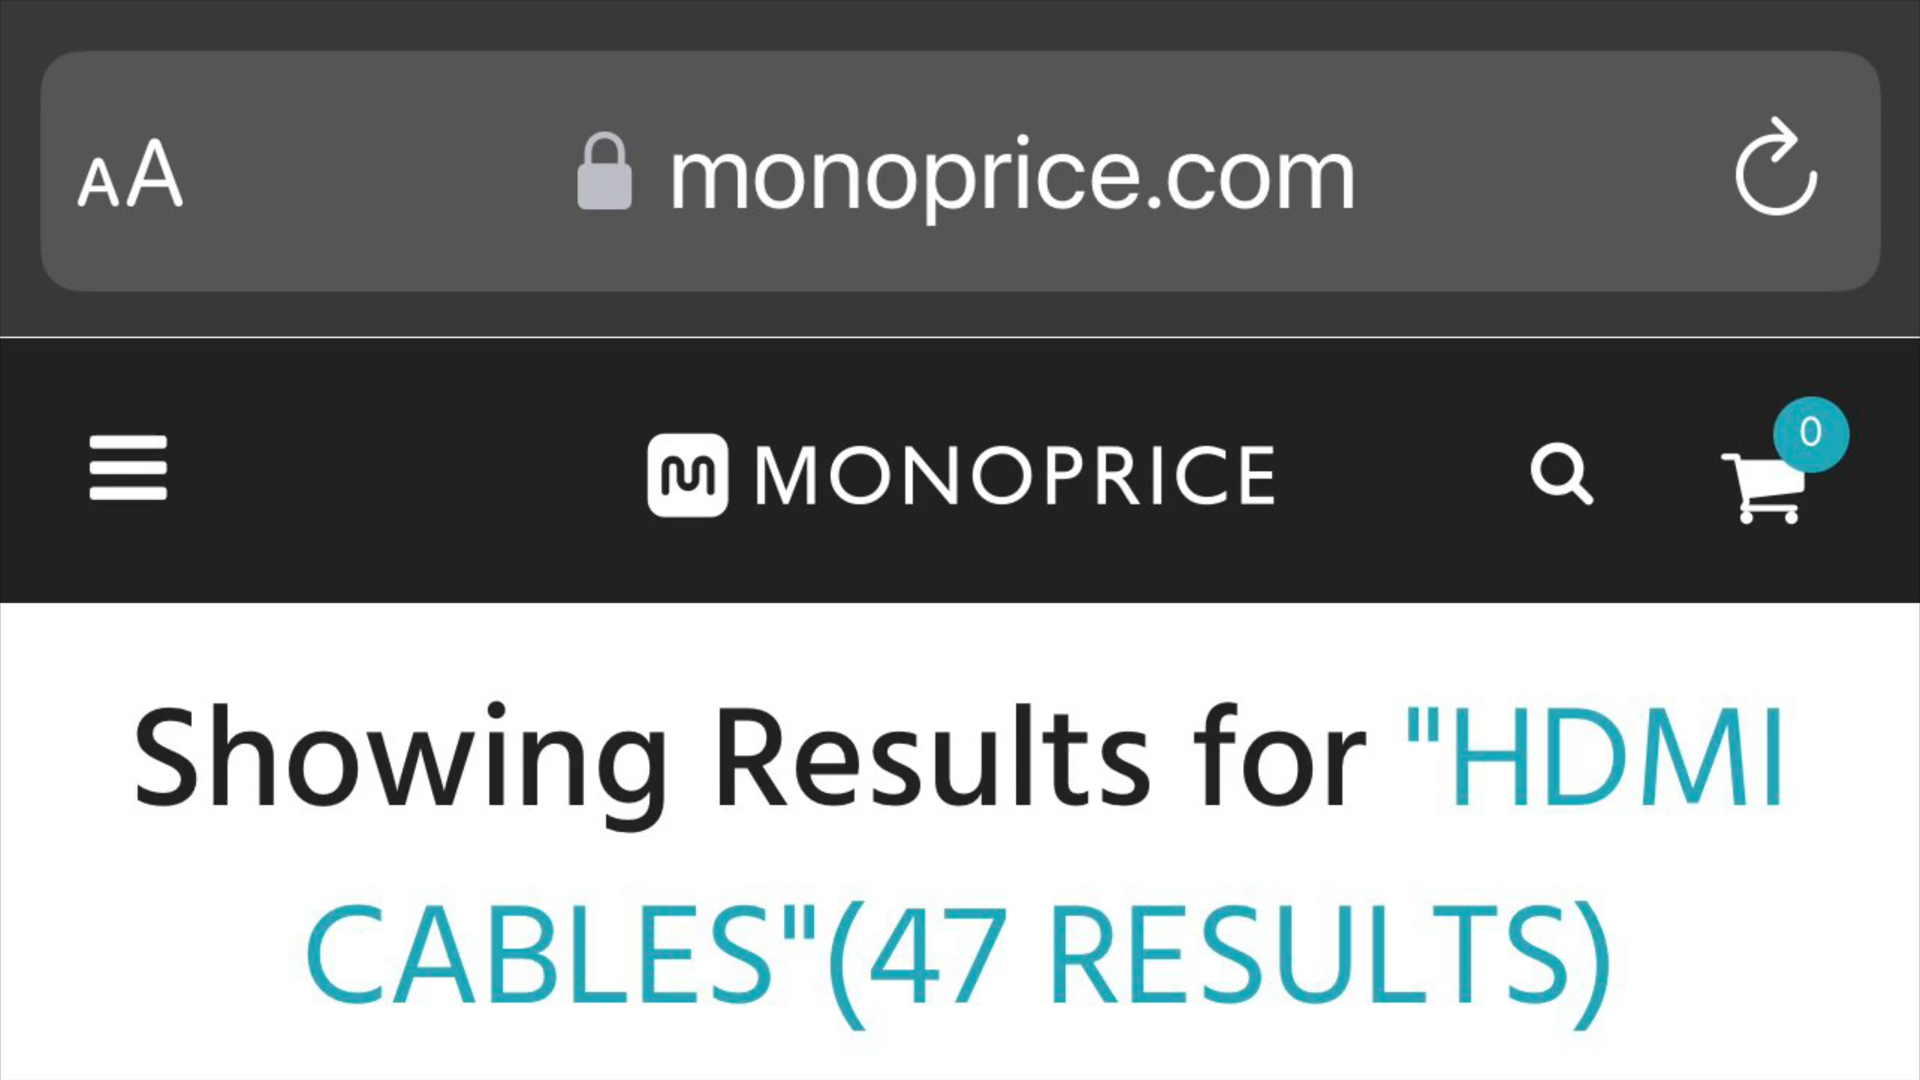 AA monoprice.com
MONOPRICE 0
Showing Results for "HDMI
CABLES"(47 RESULTS)